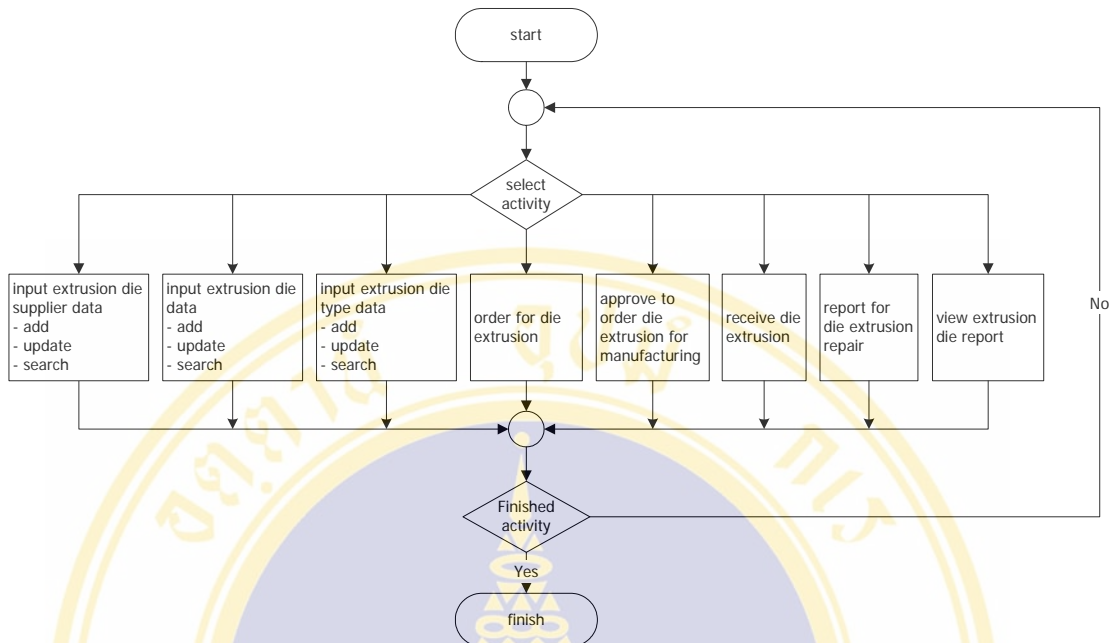 start
select
activity
input extrusion die
supplier data
- add
- update
- search
input extrusion die
data
- add
- update
- search
input extrusion die
type data
- add
- update
- search
order for die
extrusion
approve to
order die
extrusion for
manufacturing
receive die
extrusion
report for
die extrusion
repair
view extrusion
die report
No
Finished
activity
Yes
finish